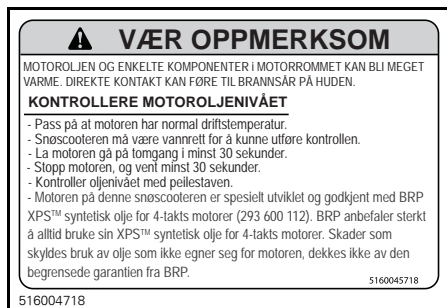 VÆR OPPMERKSOM
MOTOROLJEN OG ENKELTE KOMPONENTER i MOTORROMMET KAN BLI MEGET
VARME. DIREKTE KONTAKT KAN FØRE TIL BRANNSÅR PÅ HUDEN.
KONTROLLERE MOTOROLJENIVÅET
- Pass på at motoren har normal driftstemperatur.
- Snøscooteren må være vannrett for å kunne utføre kontrollen.
- La motoren gå på tomgang i minst 30 sekunder.
- Stopp motoren, og vent minst 30 sekunder.
- Kontroller oljenivået med peilestaven.
- Motoren på denne snøscooteren er spesielt utviklet og godkjent med BRP
XPS™ syntetisk olje for 4-takts motorer (293 600 112). BRP anbefaler sterkt
å alltid bruke sin XPS™ syntetisk olje for 4-takts motorer. Skader som
skyldes bruk av olje som ikke egner seg for motoren, dekkes ikke av den
begrensede garantien fra BRP.
5160045718
516004718